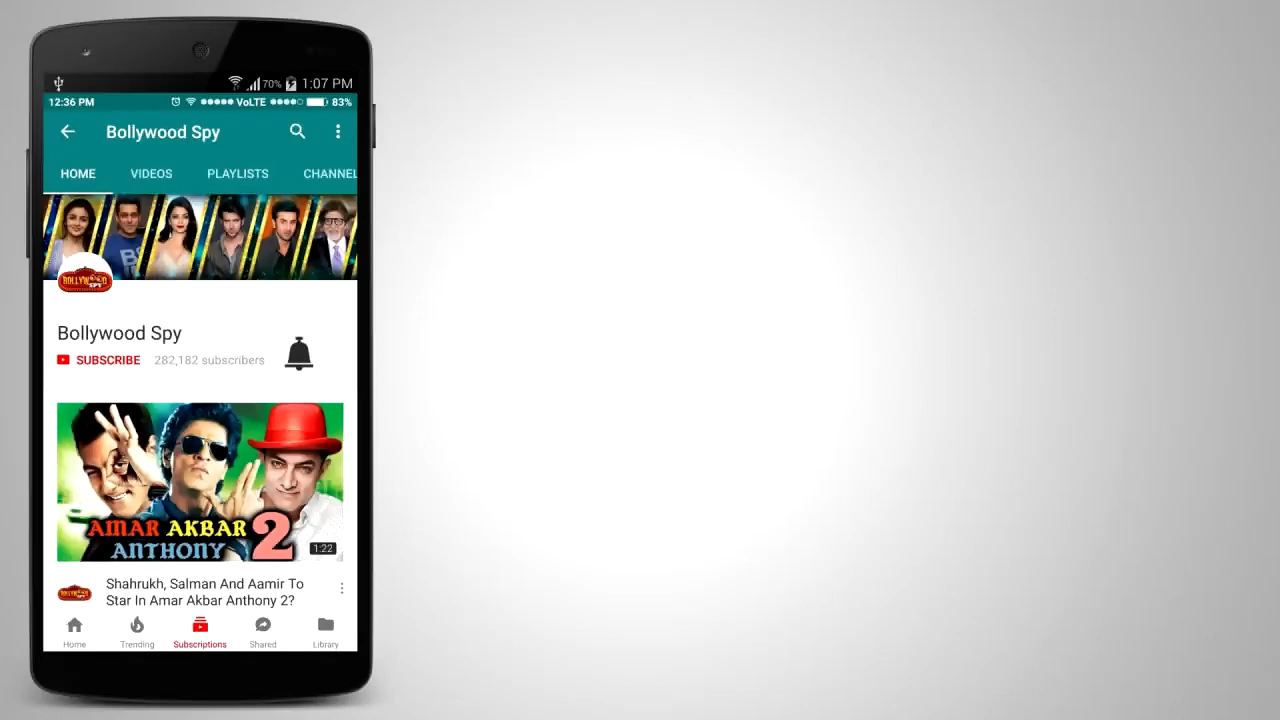 70% 1:07 PM
12:36 PM VoLTE 83%
Bollywood Spy
HOME VIDEOS PLAYLISTS CHANNEL
BOLLYWOOD
SPY
Bollywood Spy
SUBSCRIBE 282,182 subscribers
AMAR AKBAR
ANTHONY 2
1:22
Shahrukh, Salman And Aamir To
Star In Amar Akbar Anthony 2?
Home Trending Subscriptions Shared Library